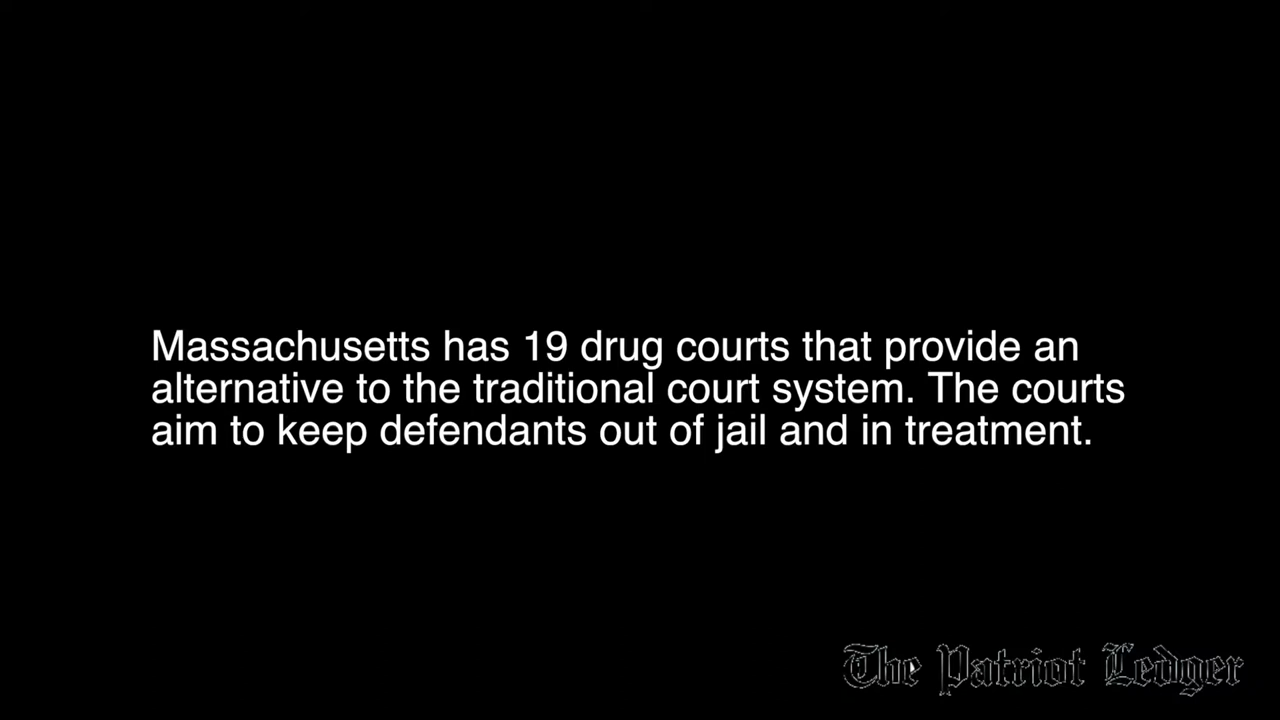 Massachusetts has 19 drug courts that provide an
alternative to the traditional court system. The courts
aim to keep defendants out of jail and in treatment.
The Patriot Ledger